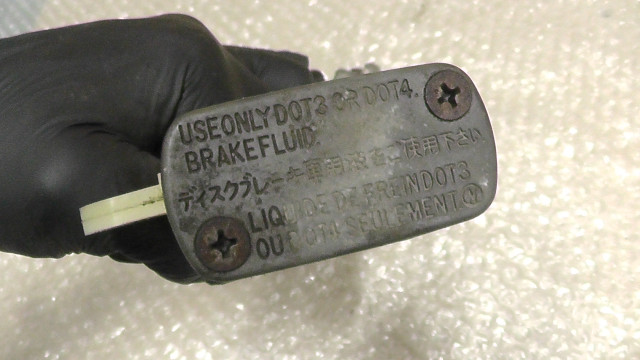 USE ONLY DOT3 OR DOT4.
BRAKE FLUID.
ディスクブレーキ専用液をご使用下さい
LIQUIDE DE FREIN DOT3
OU DOT4 SEULEMENT